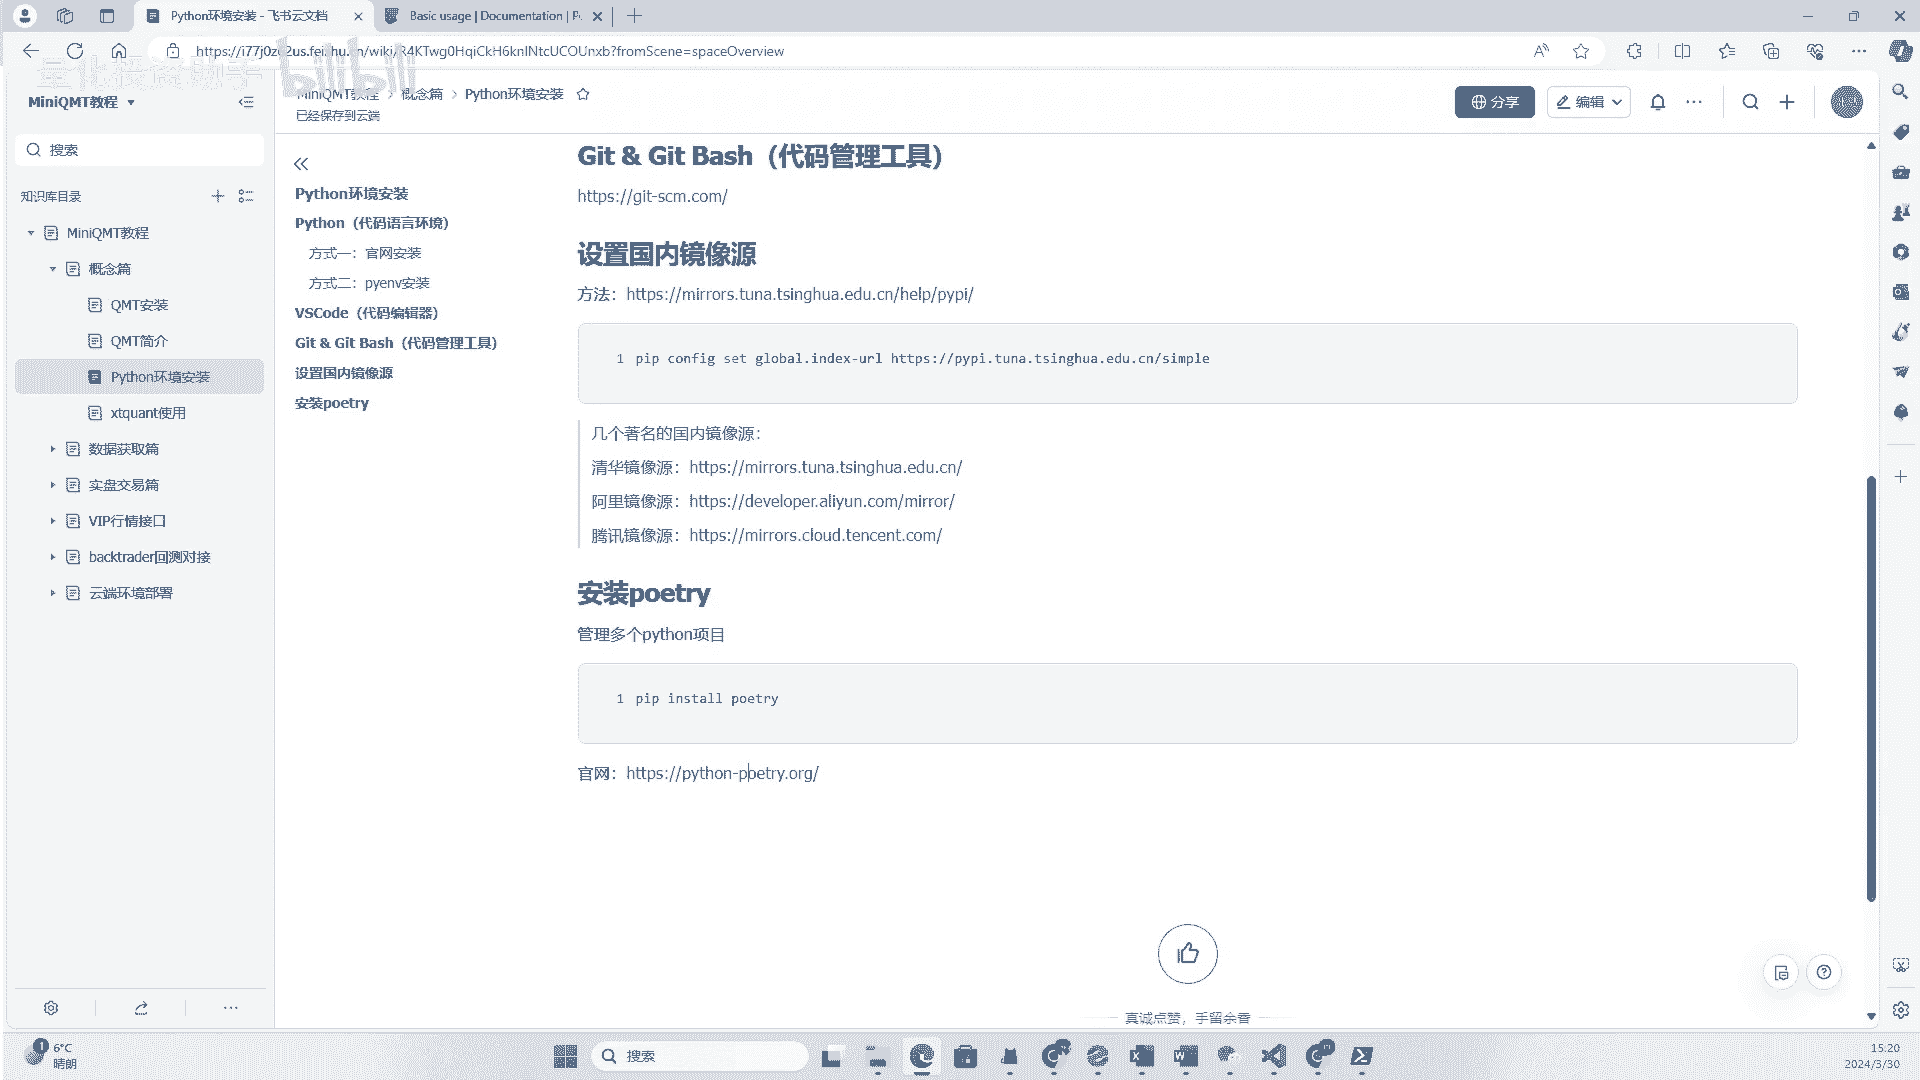 Python环境安装 - 飞书云文档
Basic usage | Documentation | P
https://i77j0zc2us.feishu.cn/wiki/R4KTwg0HqiCkH6knINtcUCOUnxb?fromScene=spaceOverview
量化投资助手 bilibili
MiniQMT教程
MiniQMT教程 > 概念篇 > Python环境安装
已经保存到云端
分享
编辑
搜索
知识库目录
MiniQMT教程
概念篇
QMT安装
QMT简介
Python环境安装
xtquant使用
数据获取篇
实盘交易篇
VIP行情接口
backtrader回测对接
云端环境部署
Python环境安装
Python（代码语言环境）
方式一：官网安装
方式二：pyenv安装
VSCode（代码编辑器）
Git & Git Bash（代码管理工具）
设置国内镜像源
安装poetry
Git & Git Bash（代码管理工具）
https://git-scm.com/
设置国内镜像源
方法：https://mirrors.tuna.tsinghua.edu.cn/help/pypi/
1 pip config set global.index-url https://pypi.tuna.tsinghua.edu.cn/simple
几个著名的国内镜像源：
清华镜像源：https://mirrors.tuna.tsinghua.edu.cn/
阿里镜像源：https://developer.aliyun.com/mirror/
腾讯镜像源：https://mirrors.cloud.tencent.com/
安装poetry
管理多个python项目
1 pip install poetry
官网：https://python-poetry.org/
真诚点赞，手留余香
1
6°C
晴朗
搜索
15:20
2024/3/30